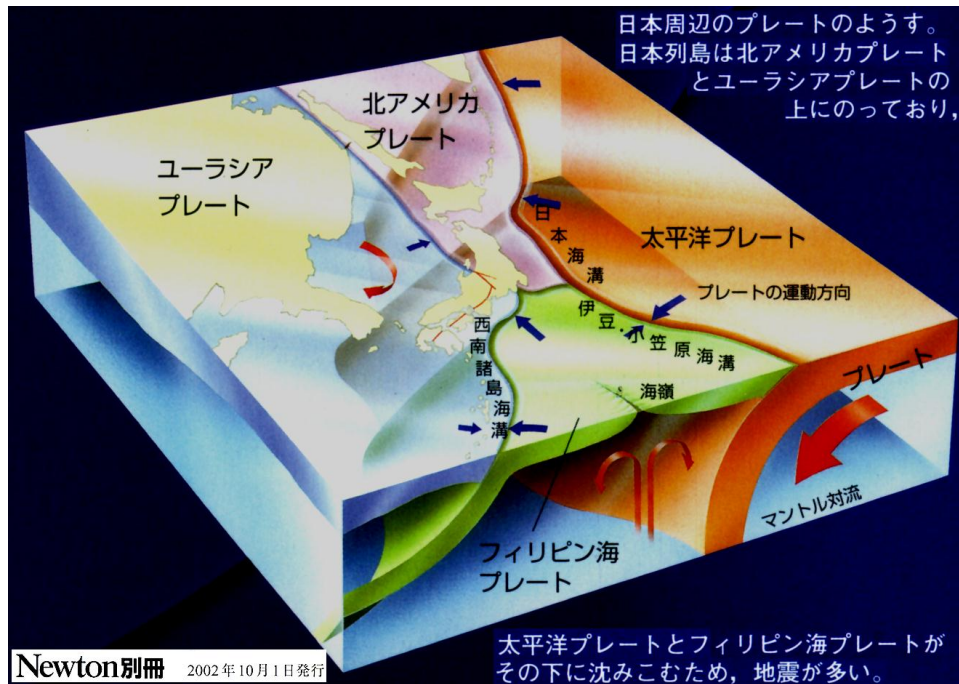 日本周辺のプレートのようす。
日本列島は北アメリカプレート
とユーラシアプレートの
上にのっており,
北アメリカ
プレート
ユーラシア
プレート
太平洋プレート
日本海溝
プレートの運動方向
伊豆・小笠原海溝
西南諸島海溝
海嶺
プレート
マントル対流
フィリピン海
プレート
太平洋プレートとフィリピン海プレートが
その下に沈みこむため,地震が多い。
Newton別冊 2002年10月1日発行